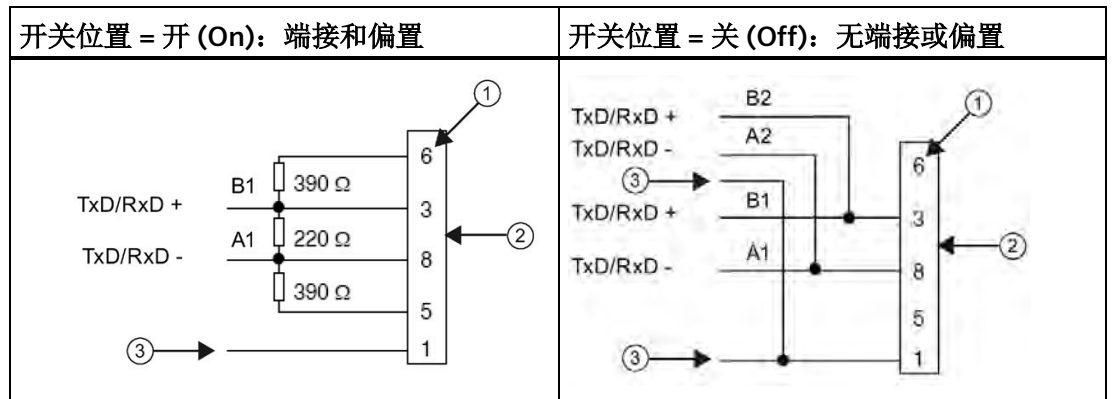 开关位置 = 开 (On)：端接和偏置
开关位置 = 关 (Off)：无端接或偏置
①
6
B1 390 Ω
TxD/RxD +
3
②
A1 220 Ω
TxD/RxD -
8
390 Ω
5
③
1
B2
①
TxD/RxD +
A2
TxD/RxD -
6
③
B1
TxD/RxD +
3
②
A1
TxD/RxD -
8
5
③
1